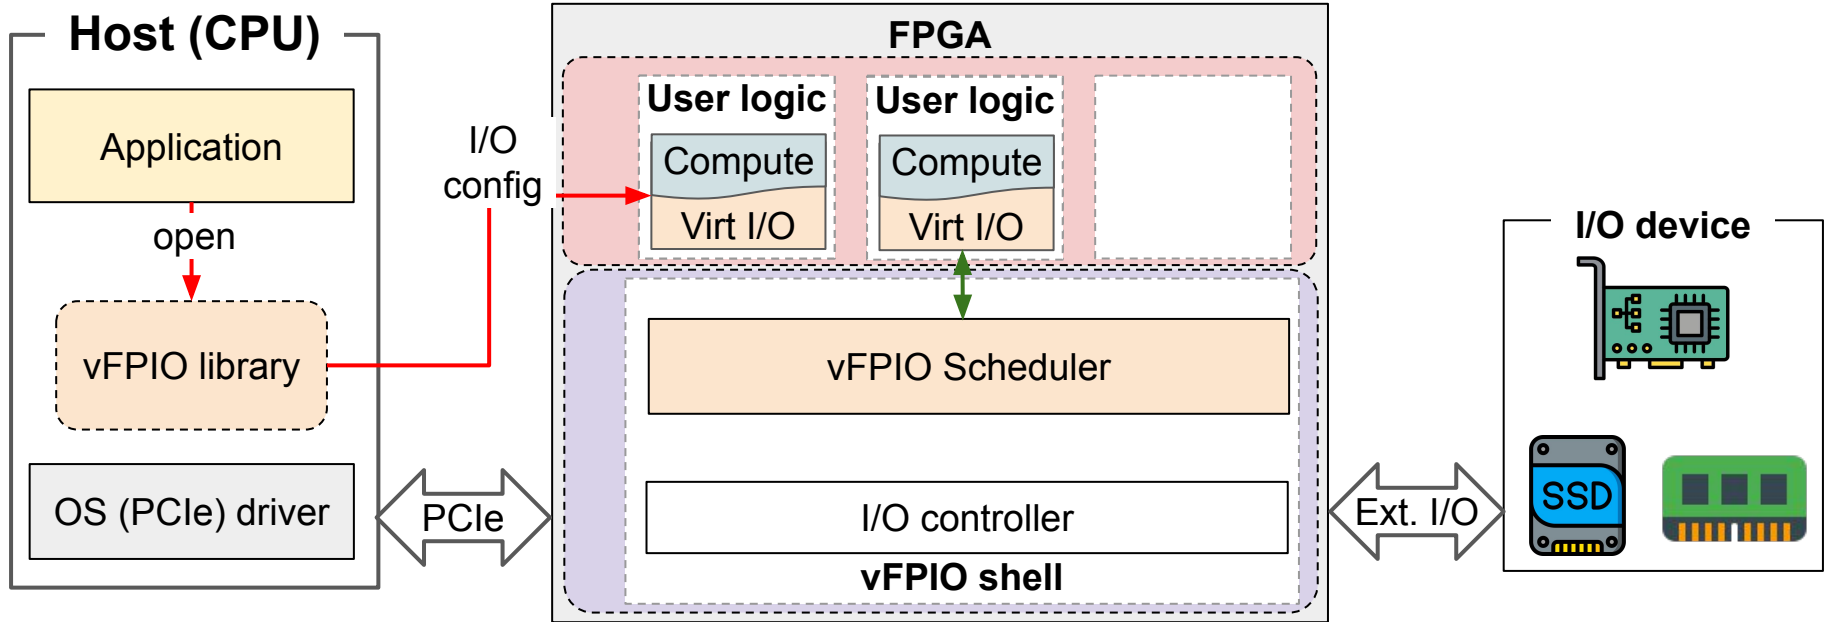 Host (CPU)
Application
open
vFPIO library
OS (PCIe) driver
I/O
config
PCIe
FPGA
User logic
Compute
Virt I/O
User logic
Compute
Virt I/O
vFPIO Scheduler
I/O controller
vFPIO shell
Ext. I/O
I/O device
SSD